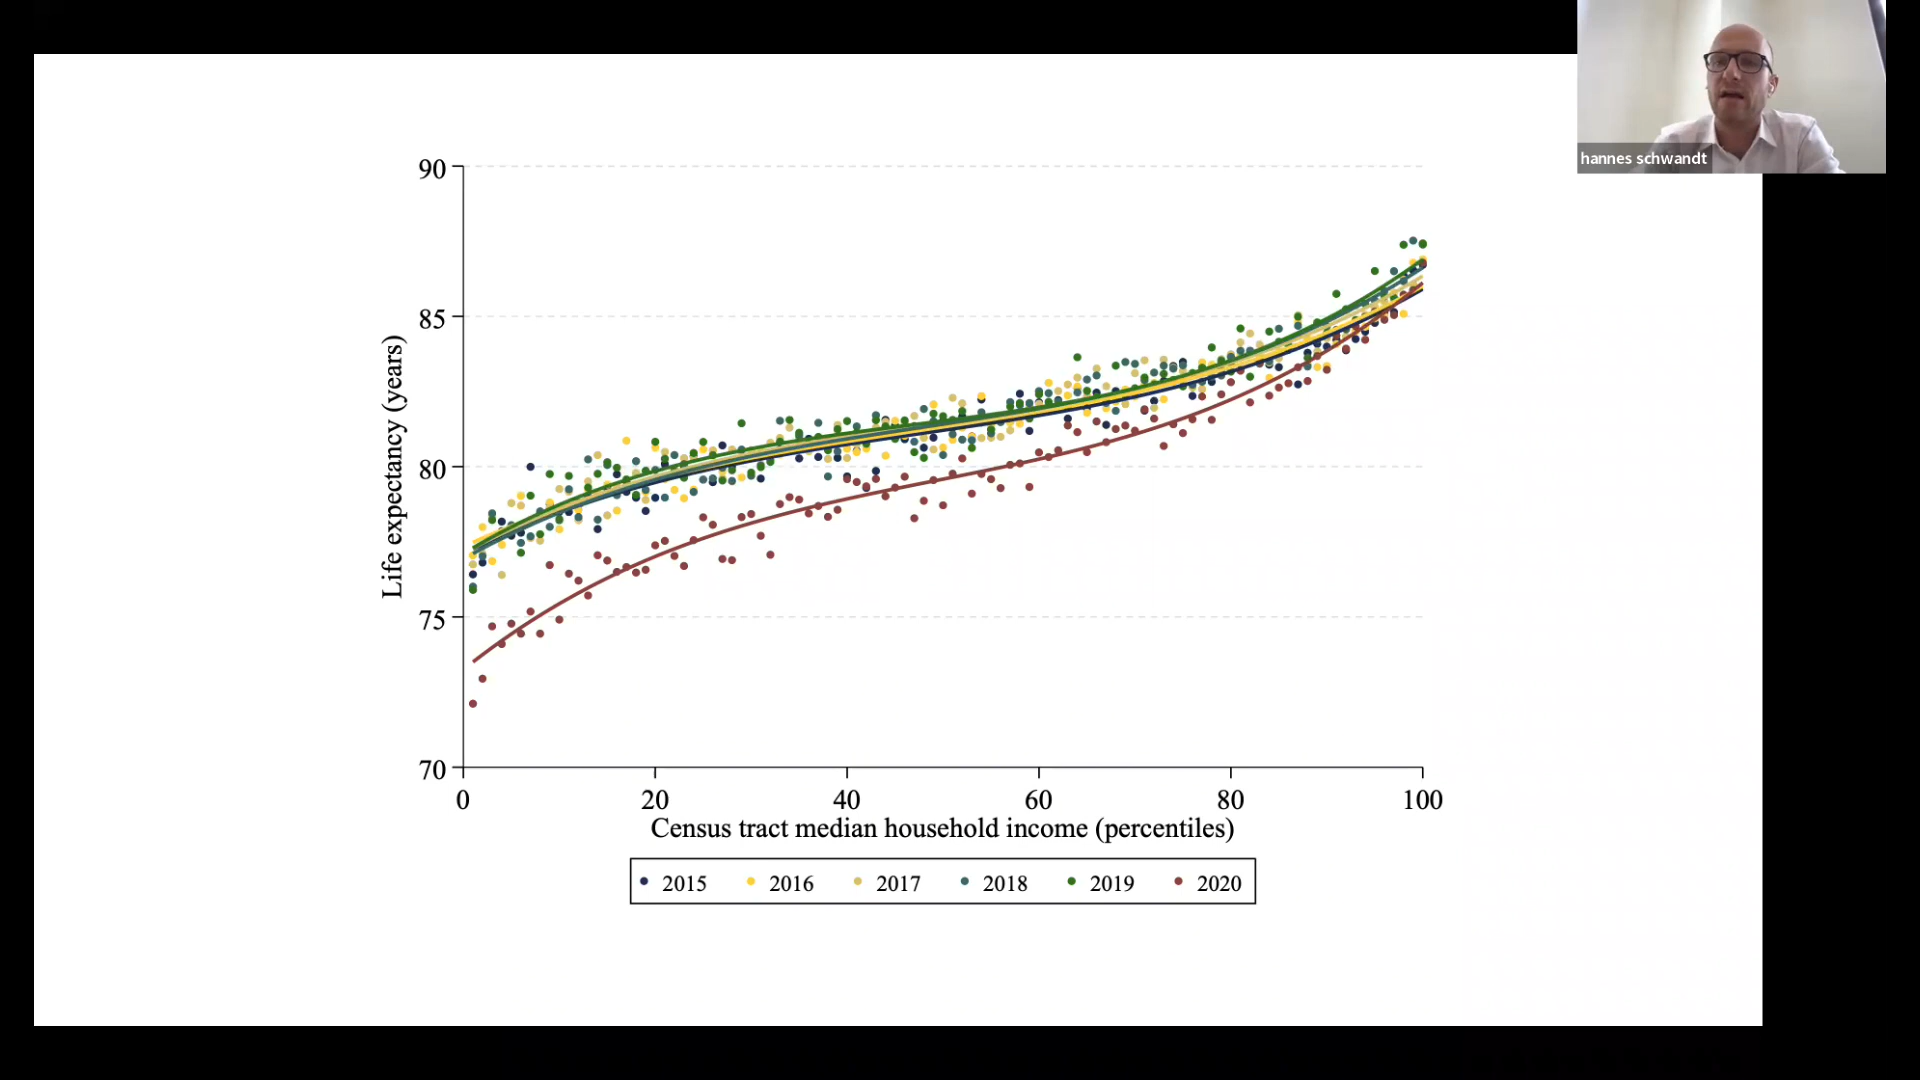 hannes schwandt
90
85
80
75
70
Life expectancy (years)
0 20 40 60 80 100
Census tract median household income (percentiles)
2015 2016 2017 2018 2019 2020